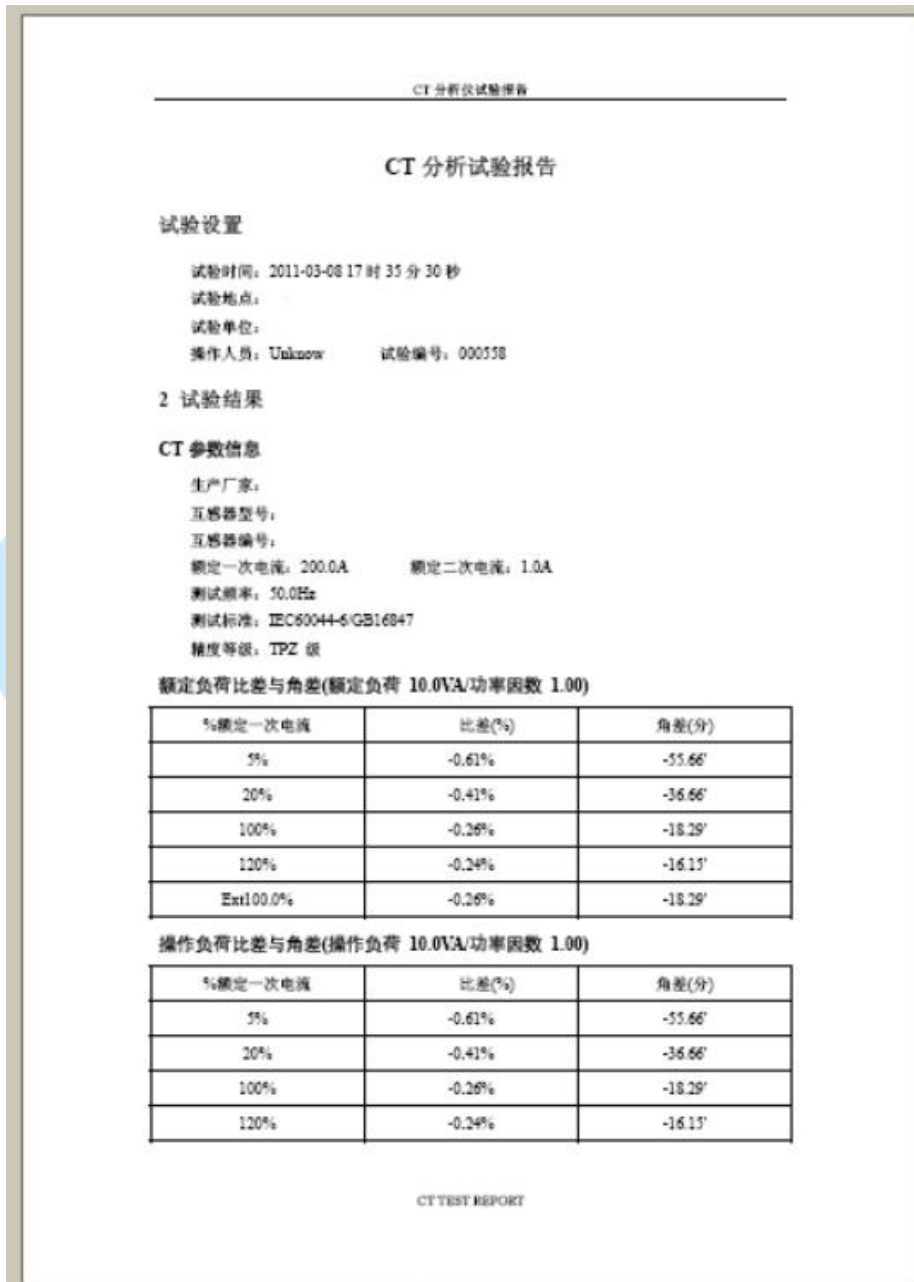 CT 分析仪试验报告
CT 分析试验报告
试验设置
试验时间：2011-03-08 17 时 35 分 30 秒
试验地点：
试验单位：
操作人员：Unknow 试验编号：000558
2 试验结果
CT 参数信息
生产厂家：
互感器型号：
互感器编号：
额定一次电流：200.0A 额定二次电流：1.0A
测试频率：50.0Hz
测试标准：IEC60044-6/GB16847
精度等级：TPZ 级
额定负荷比差与角差(额定负荷 10.0VA/功率因数 1.00)
%额定一次电流 比差(%) 角差(分)
5% -0.61% -55.66'
20% -0.41% -36.66'
100% -0.26% -18.29'
120% -0.24% -16.15'
Ext100.0% -0.26% -18.29'
操作负荷比差与角差(操作负荷 10.0VA/功率因数 1.00)
%额定一次电流 比差(%) 角差(分)
5% -0.61% -55.66'
20% -0.41% -36.66'
100% -0.26% -18.29'
120% -0.24% -16.15'
CT TEST REPORT